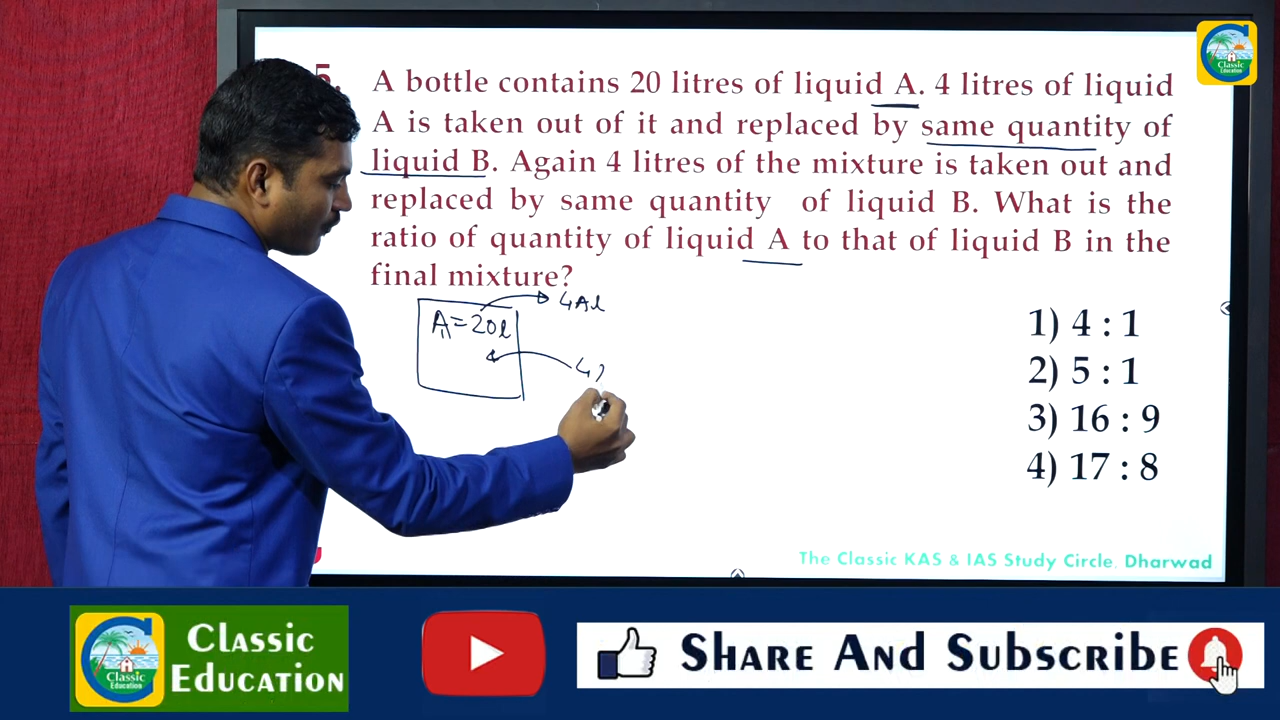 5.
A bottle contains 20 litres of liquid A. 4 litres of liquid
A is taken out of it and replaced by same quantity of
liquid B. Again 4 litres of the mixture is taken out and
replaced by same quantity of liquid B. What is the
ratio of quantity of liquid A to that of liquid B in the
final mixture?
4Al
A=20l
4
1) 4 : 1
2) 5 : 1
3) 16 : 9
4) 17 : 8
The Classic KAS & IAS Study Circle, Dharwad
Classic
Education
Classic
Education
Classic
Education
Share And Subscribe